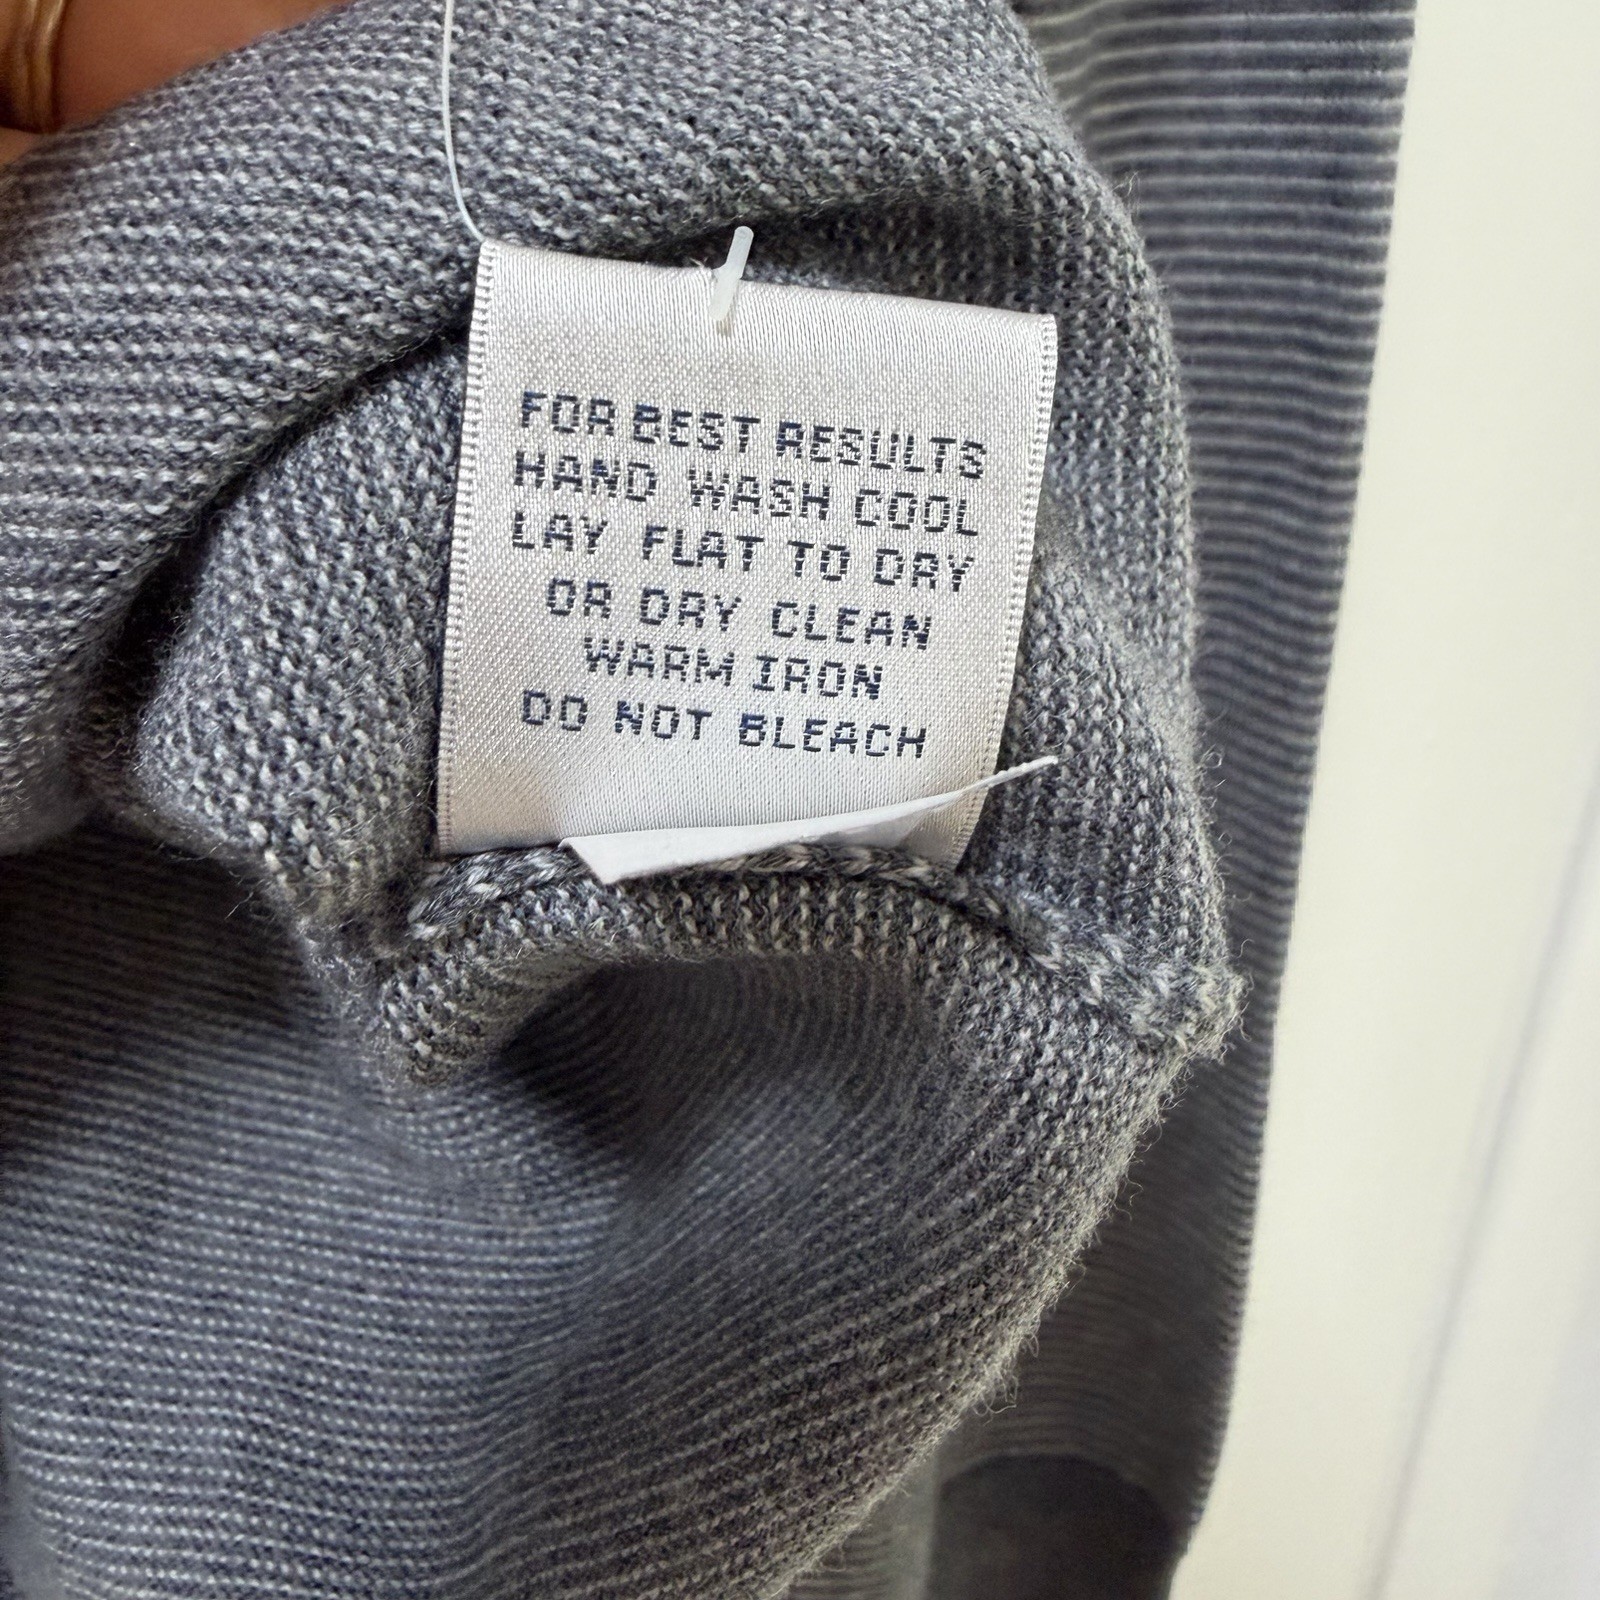 FOR BEST RESULTS
HAND WASH COOL
LAY FLAT TO DRY
OR DRY CLEAN
WARM IRON
DO NOT BLEACH